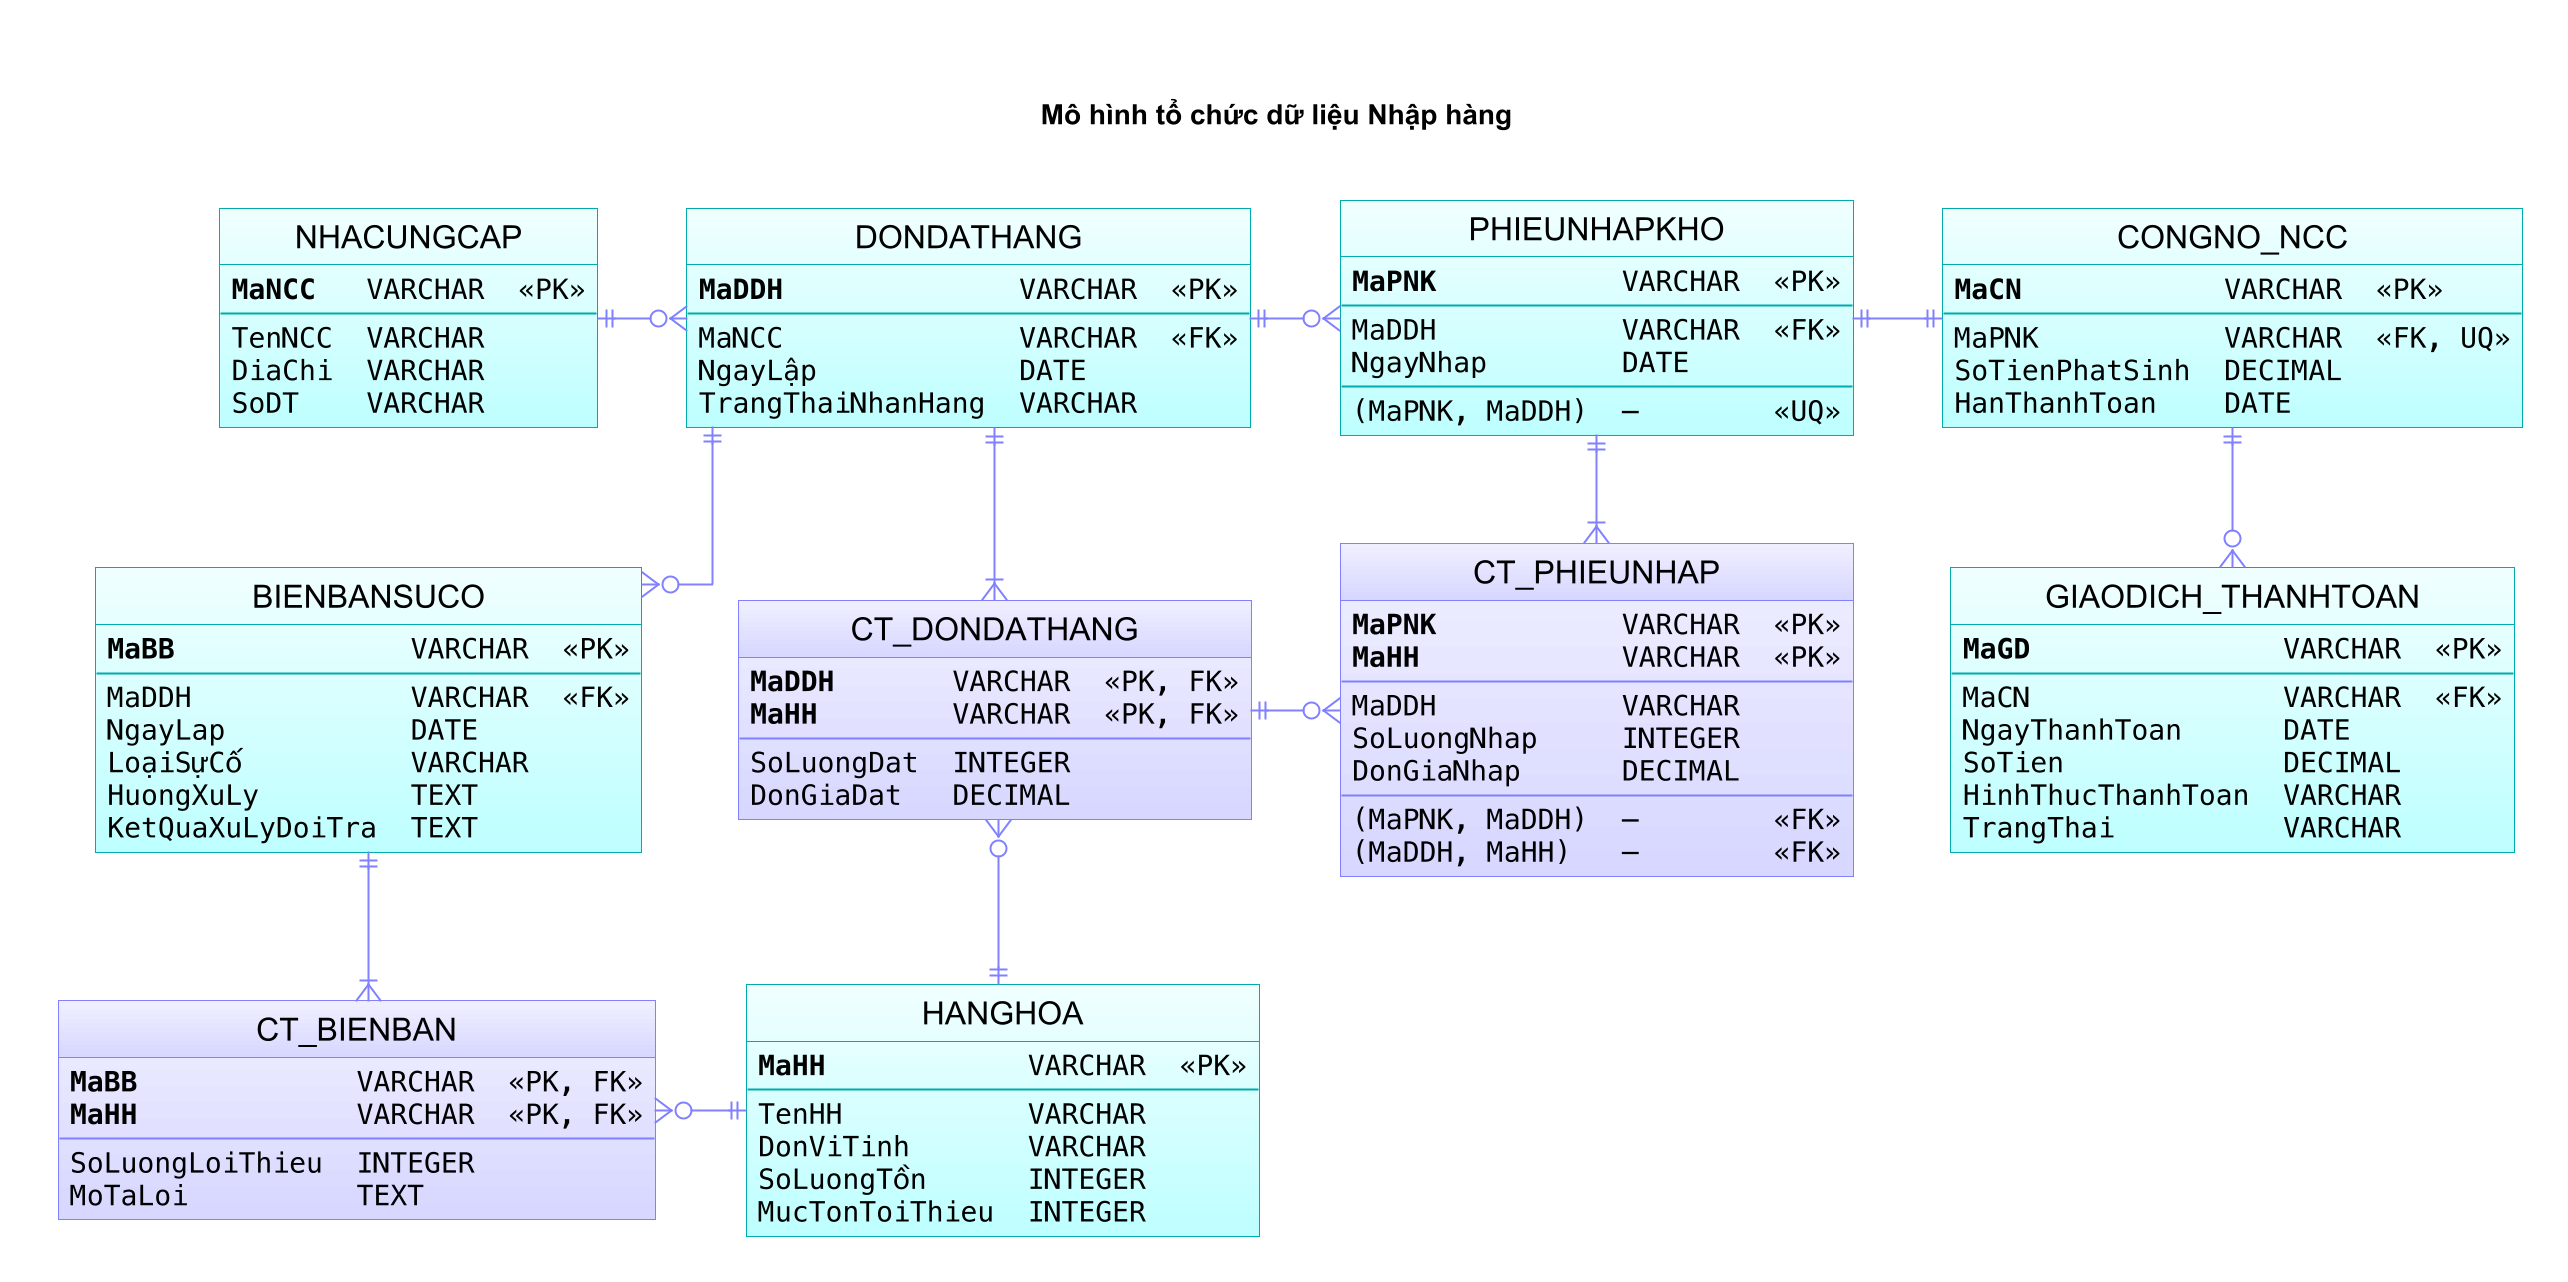 Mô hình tổ chức dữ liệu Nhập hàng
NHACUNGCAP
MaNCC VARCHAR «PK»
TenNCC VARCHAR
DiaChi VARCHAR
SoDT VARCHAR
DONDATHANG
MaDDH VARCHAR «PK»
MaNCC VARCHAR «FK»
NgayLập DATE
TrangThaiNhanHang VARCHAR
PHIEUNHAPKHO
MaPNK VARCHAR «PK»
MaDDH VARCHAR «FK»
NgayNhap DATE
(MaPNK, MaDDH) — «UQ»
CONGNO_NCC
MaCN VARCHAR «PK»
MaPNK VARCHAR «FK, UQ»
SoTienPhatSinh DECIMAL
HanThanhToan DATE
BIENBANSUCO
MaBB VARCHAR «PK»
MaDDH VARCHAR «FK»
NgayLap DATE
LoạiSựCố VARCHAR
HuongXuLy TEXT
KetQuaXuLyDoiTra TEXT
CT_DONDATHANG
MaDDH VARCHAR «PK, FK»
MaHH VARCHAR «PK, FK»
SoLuongDat INTEGER
DonGiaDat DECIMAL
CT_PHIEUNHAP
MaPNK VARCHAR «PK»
MaHH VARCHAR «PK»
MaDDH VARCHAR
SoLuongNhap INTEGER
DonGiaNhap DECIMAL
(MaPNK, MaDDH) — «FK»
(MaDDH, MaHH) — «FK»
GIAODICH_THANHTOAN
MaGD VARCHAR «PK»
MaCN VARCHAR «FK»
NgayThanhToan DATE
SoTien DECIMAL
HinhThucThanhToan VARCHAR
TrangThai VARCHAR
CT_BIENBAN
MaBB VARCHAR «PK, FK»
MaHH VARCHAR «PK, FK»
SoLuongLoiThieu INTEGER
MoTaLoi TEXT
HANGHOA
MaHH VARCHAR «PK»
TenHH VARCHAR
DonViTinh VARCHAR
SoLuongTồn INTEGER
MucTonToiThieu INTEGER